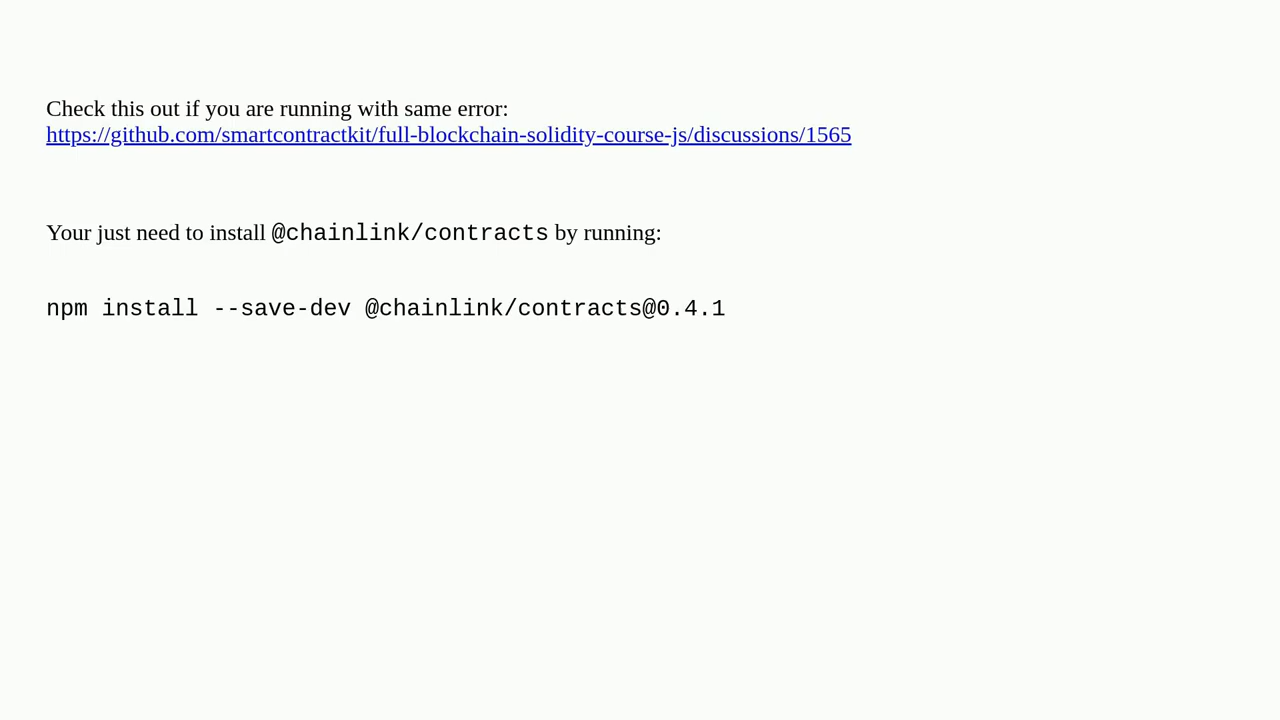 Check this out if you are running with same error:
https://github.com/smartcontractkit/full-blockchain-solidity-course-js/discussions/1565
Your just need to install @chainlink/contracts by running:
npm install --save-dev @chainlink/contracts@0.4.1